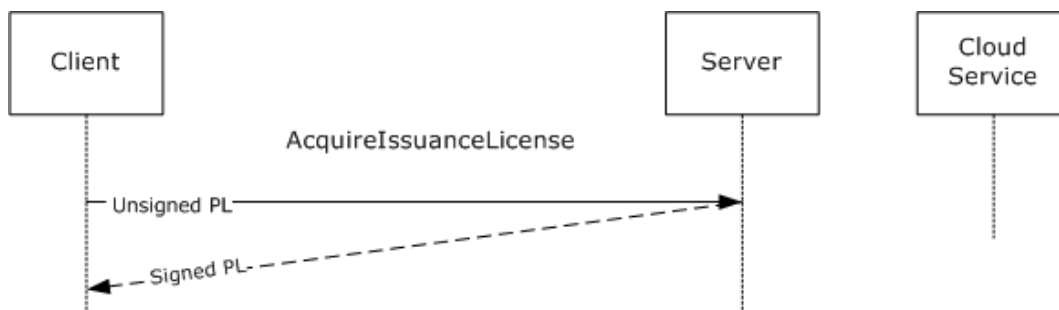 Client
Server
Cloud
Service
AcquireIssuanceLicense
Unsigned PL
Signed PL